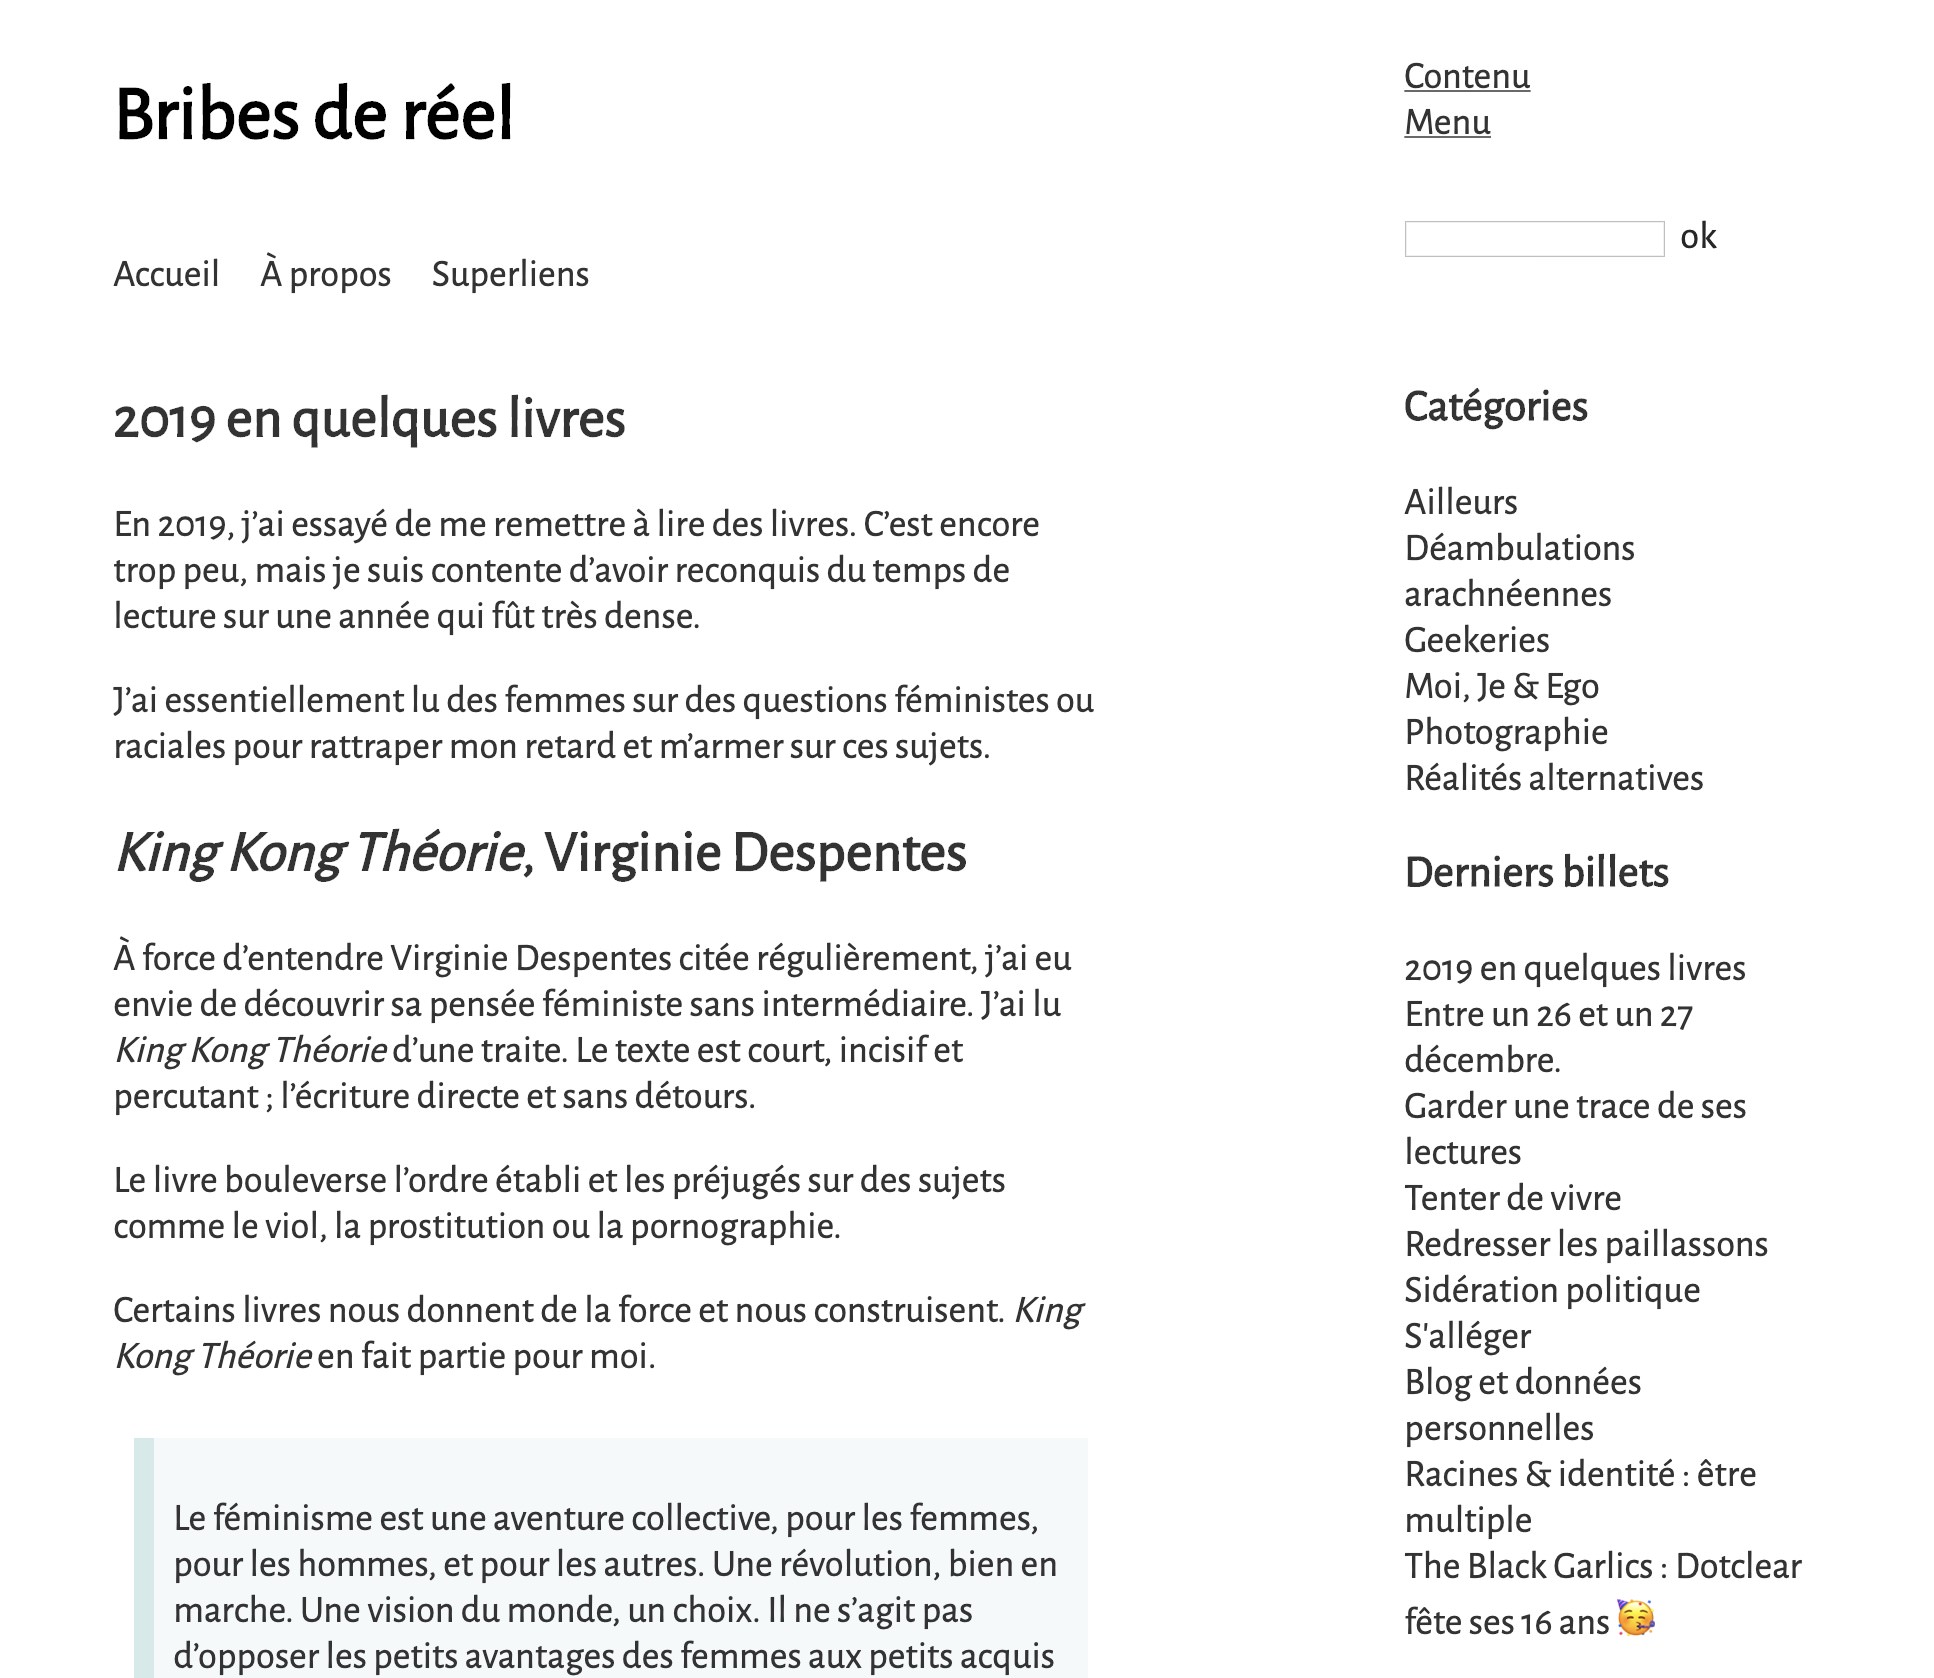 Bribes de réel
Accueil À propos Superliens
2019 en quelques livres
En 2019, j’ai essayé de me remettre à lire des livres. C’est encore
trop peu, mais je suis contente d’avoir reconquis du temps de
lecture sur une année qui fût très dense.
J’ai essentiellement lu des femmes sur des questions féministes ou
raciales pour rattraper mon retard et m’armer sur ces sujets.
King Kong Théorie, Virginie Despentes
À force d’entendre Virginie Despentes citée régulièrement, j’ai eu
envie de découvrir sa pensée féministe sans intermédiaire. J’ai lu
King Kong Théorie d’une traite. Le texte est court, incisif et
percutant ; l’écriture directe et sans détours.
Le livre bouleverse l’ordre établi et les préjugés sur des sujets
comme le viol, la prostitution ou la pornographie.
Certains livres nous donnent de la force et nous construisent. King
Kong Théorie en fait partie pour moi.
Le féminisme est une aventure collective, pour les femmes,
pour les hommes, et pour les autres. Une révolution, bien en
marche. Une vision du monde, un choix. Il ne s’agit pas
d’opposer les petits avantages des femmes aux petits acquis
Contenu
Menu
ok
Catégories
Ailleurs
Déambulations
arachnéennes
Geekeries
Moi, Je & Ego
Photographie
Réalités alternatives
Derniers billets
2019 en quelques livres
Entre un 26 et un 27
décembre.
Garder une trace de ses
lectures
Tenter de vivre
Redresser les paillassons
Sidération politique
S'alléger
Blog et données
personnelles
Racines & identité : être
multiple
The Black Garlics : Dotclear
fête ses 16 ans 🥳